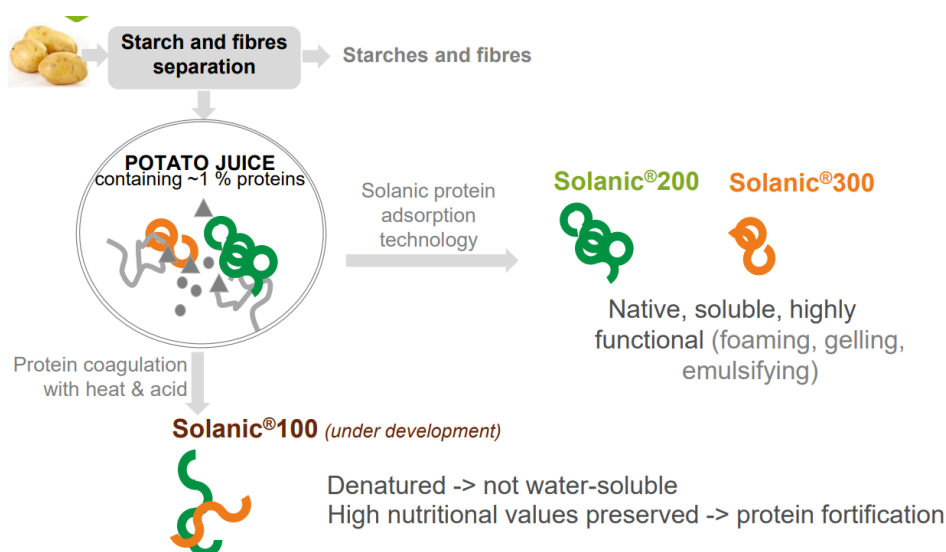 Starch and fibres
separation
Starches and fibres
POTATO JUICE
containing ~1 % proteins
Solanic protein
adsorption
technology
Solanic®200
Solanic®300
Native, soluble, highly
functional (foaming, gelling,
emulsifying)
Protein coagulation
with heat & acid
Solanic®100 (under development)
Denatured -> not water-soluble
High nutritional values preserved -> protein fortification